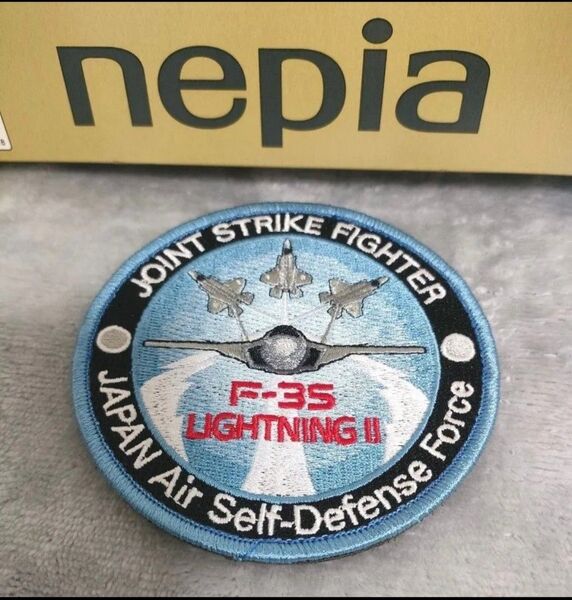 nepia
JOINT STRIKE FIGHTER
F-35
LIGHTNING II
JAPAN Air Self-Defense Force